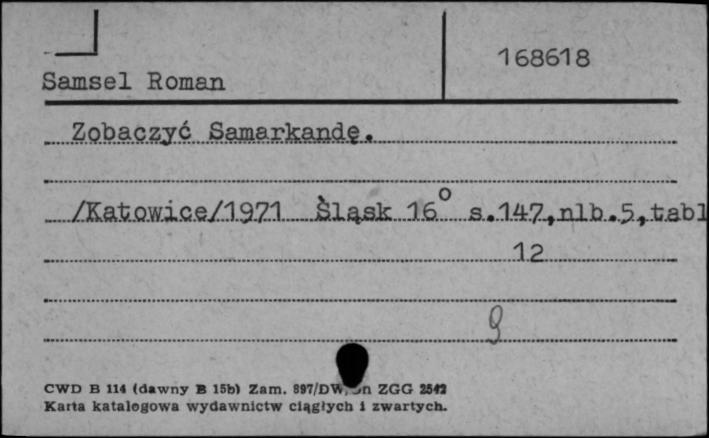 168618
Samsel Roman
Zobaczyć Samarkandę.
/Katowice/1971 Śląsk 16° s.147,nlb.5,tabl
12
9
CWD B 114 (dawny B 15b) Zam. 897/DW ZGG 2542
Karta katalogowa wydawnictw ciągłych i zwartych.